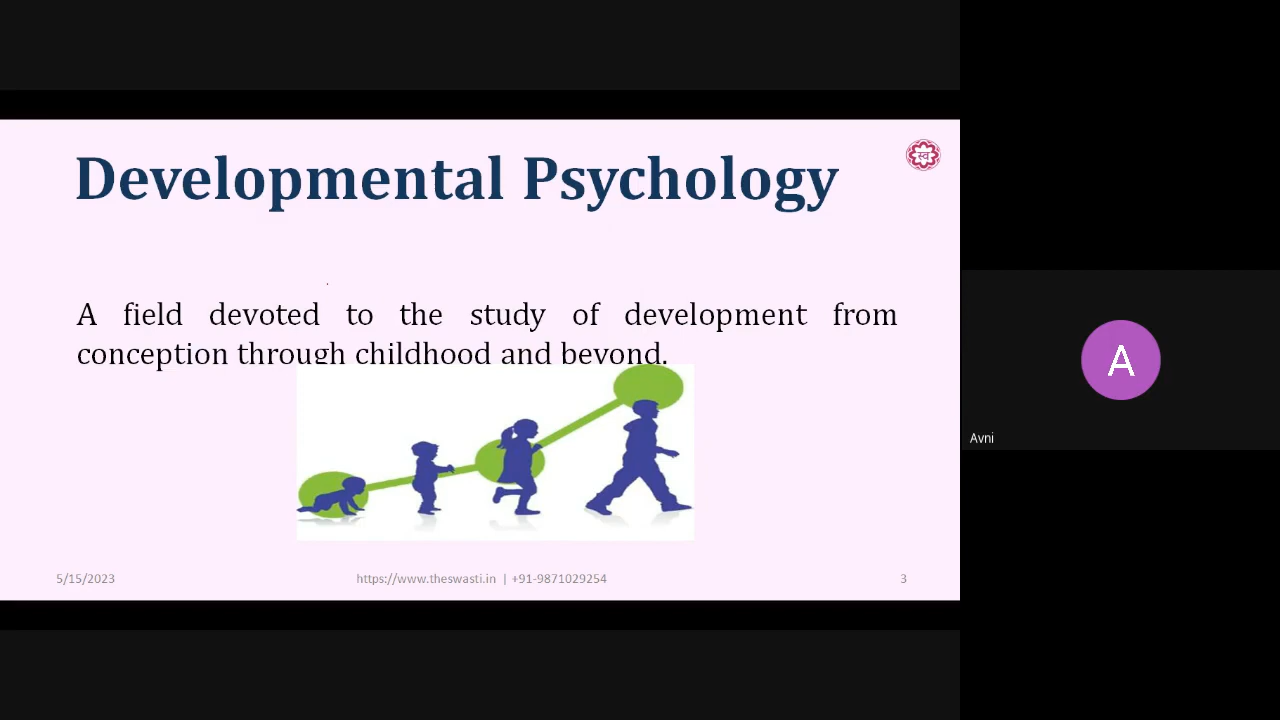 Developmental Psychology
स्व
A field devoted to the study of development from
conception through childhood and beyond.
5/15/2023
https://www.theswasti.in | +91-9871029254
3
A
Avni